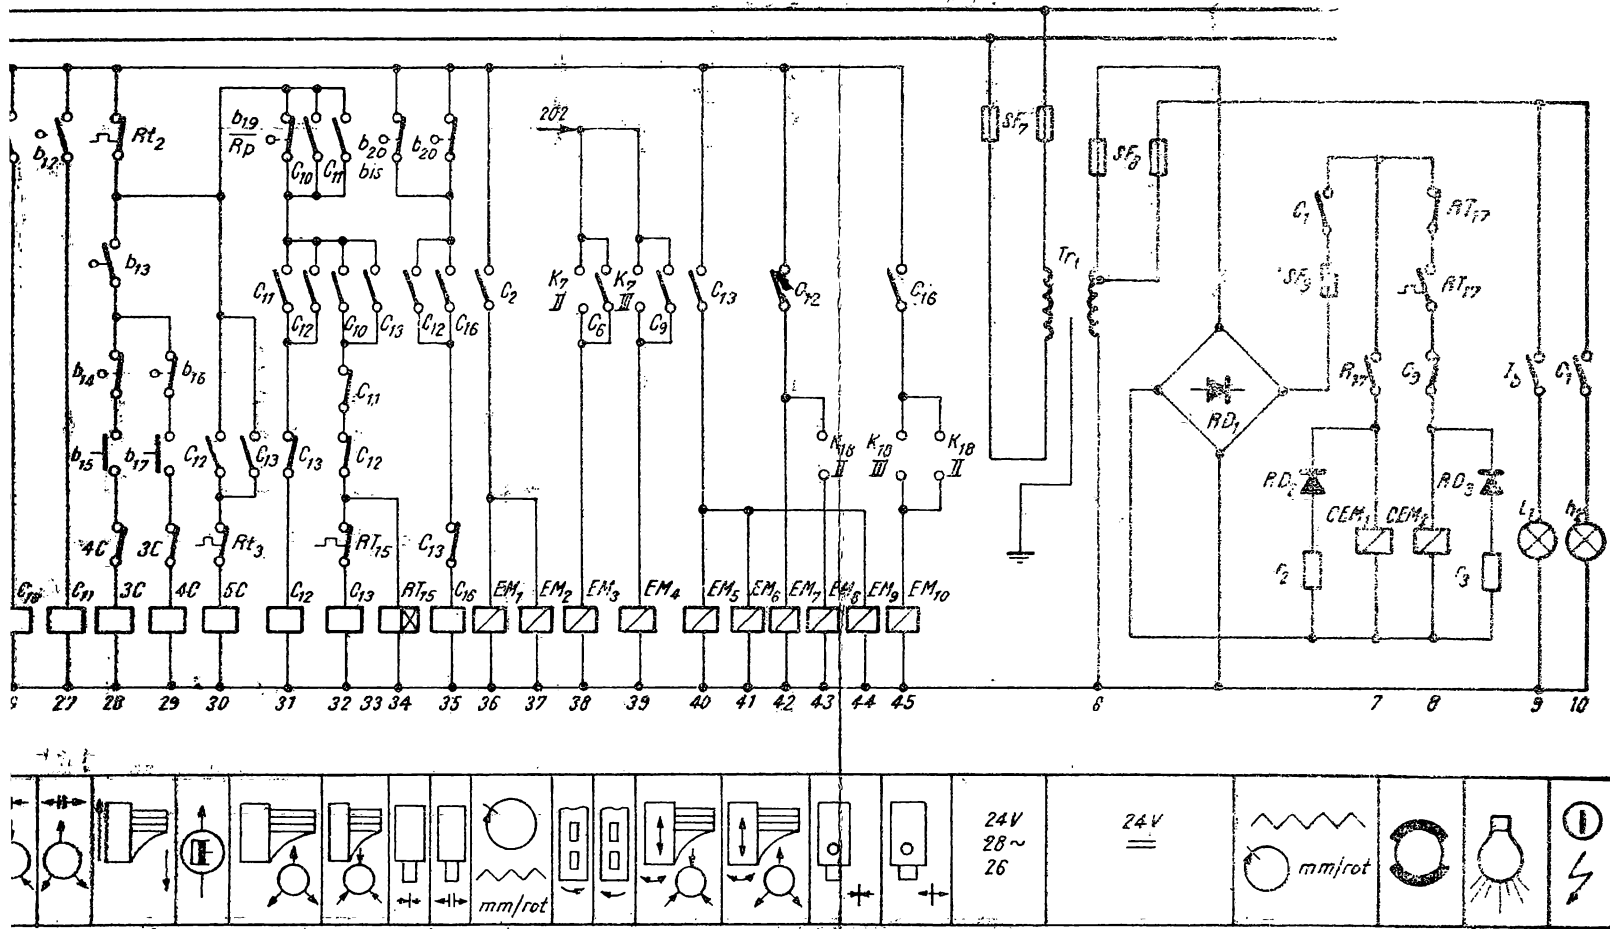 202
b19
Rp
b20
bis
b20
SF7
SF8
b12
Rt2
C10
C11
C1
RT17
b13
Tr1
C11
C2
K7
II
K7
III
C13
C12
C16
SF9
RT17
C12
C10
C13
C12
C16
C6
C9
b14
b16
C11
RD1
R17
C9
Ib
C1
b15
b17
C12
C13
C13
C12
K18
II
K18
III
K18
II
RD2
RD3
CEM1
CEM2
L1
h1
4C
3C
Rt3
RT15
C13
r2
r3
C10
C11
3C
4C
5C
C12
C13
RT15
C16
EM1
EM2
EM3
EM4
EM5
EM6
EM7
EM8
EM9
EM10
6
27
28
29
30
31
32
33
34
35
36
37
38
39
40
41
42
43
44
45
6
7
8
9
10
mm/rot
24V
28~
26
24V
mm/rot